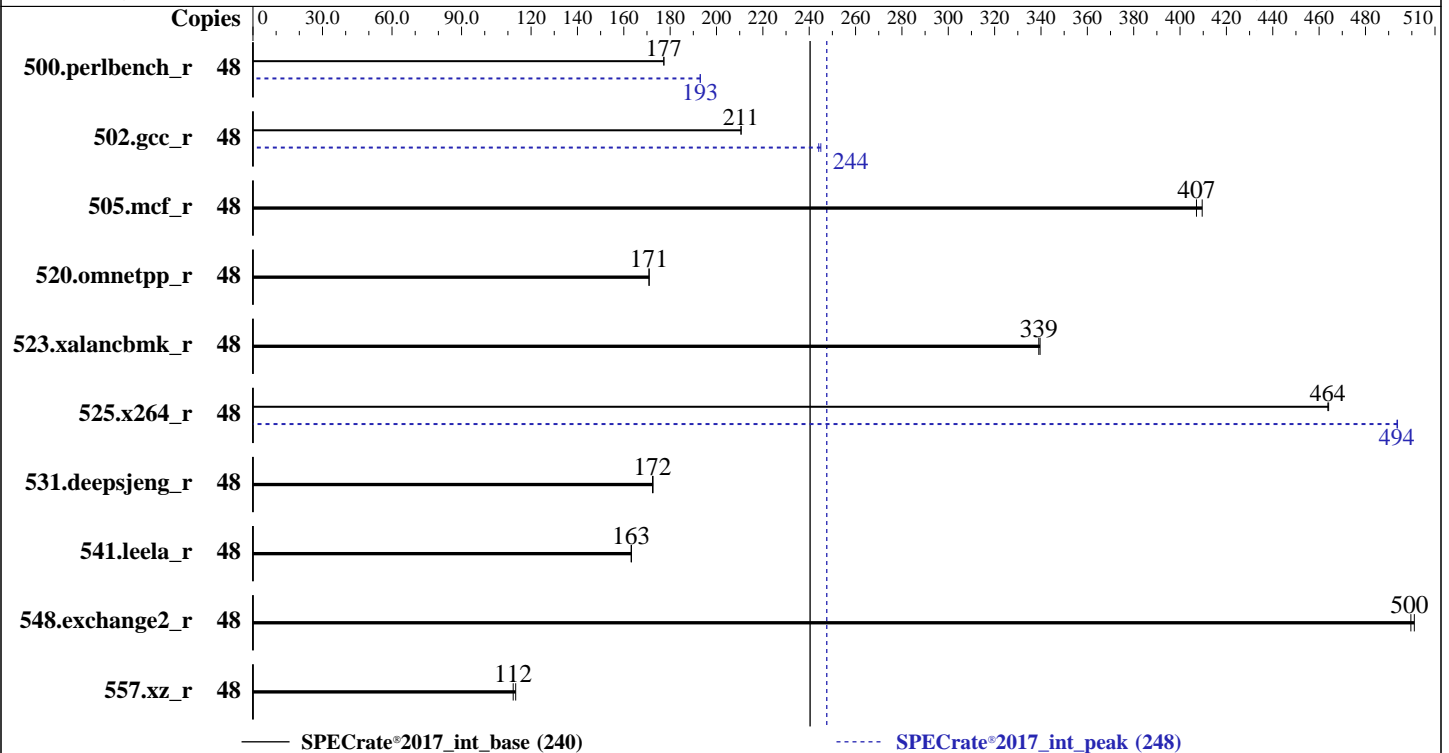 Copies 0 30.0 60.0 90.0 120 140 160 180 200 220 240 260 280 300 320 340 360 380 400 420 440 460 480 510
177
500.perlbench_r 48
193
211
502.gcc_r 48
244
407
505.mcf_r 48
171
520.omnetpp_r 48
339
523.xalancbmk_r 48
464
525.x264_r 48
494
172
531.deepsjeng_r 48
163
541.leela_r 48
500
548.exchange2_r 48
112
557.xz_r 48
SPECrate®2017_int_base (240) SPECrate®2017_int_peak (248)